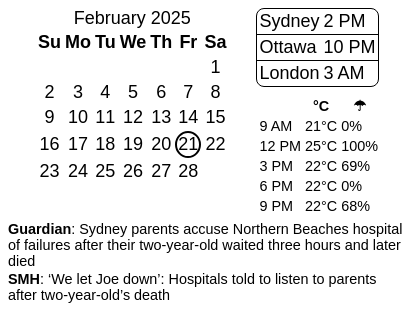 February 2025
Su Mo Tu We Th Fr Sa
1
2 3 4 5 6 7 8
9 10 11 12 13 14 15
16 17 18 19 20 21 22
23 24 25 26 27 28
Sydney 2 PM
Ottawa 10 PM
London 3 AM
°C ☂
9 AM 21°C 0%
12 PM 25°C 100%
3 PM 22°C 69%
6 PM 22°C 0%
9 PM 22°C 68%
Guardian: Sydney parents accuse Northern Beaches hospital
of failures after their two-year-old waited three hours and later
died
SMH: ‘We let Joe down’: Hospitals told to listen to parents
after two-year-old’s death